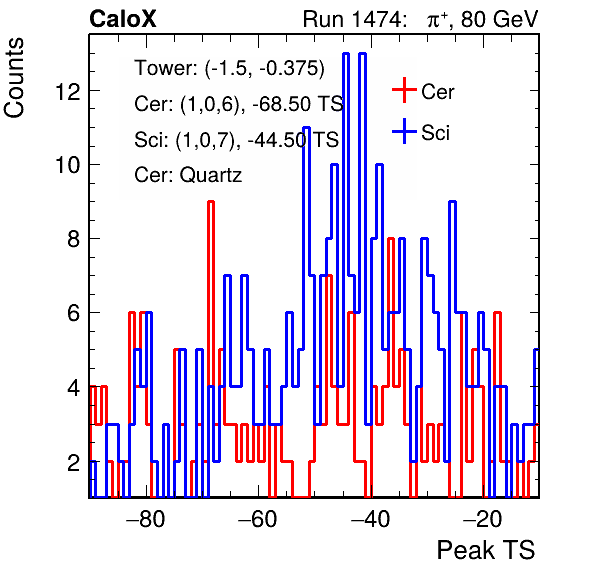 CaloX Run 1474: π⁺, 80 GeV
Counts
Tower: (-1.5, -0.375)
Cer: (1,0,6), -68.50 TS
Sci: (1,0,7), -44.50 TS
Cer: Quartz
Cer
Sci
12
10
8
6
4
2
−80 −60 −40 −20
Peak TS